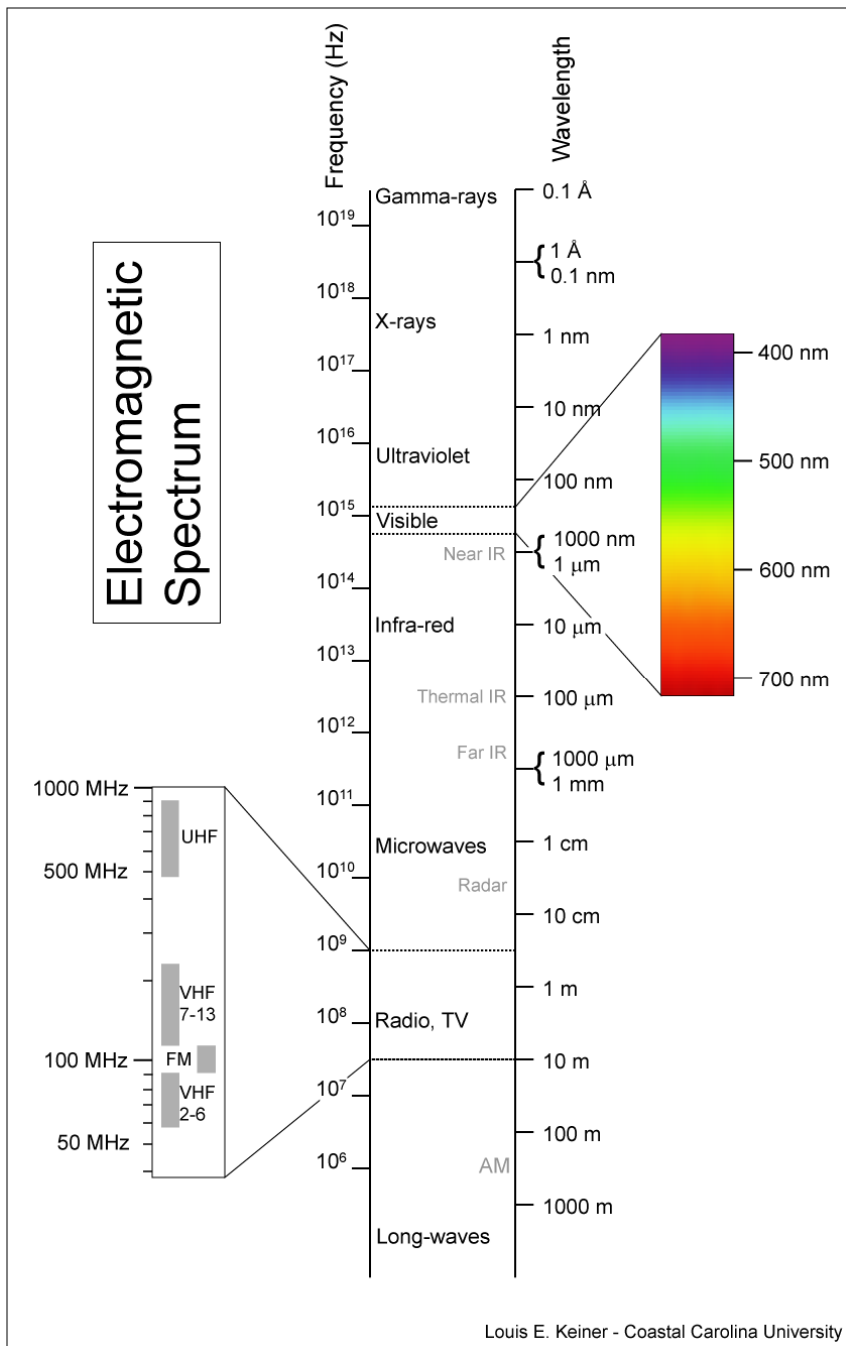 Electromagnetic
Spectrum
Frequency (Hz)
10¹⁹
10¹⁸
10¹⁷
10¹⁶
10¹⁵
10¹⁴
10¹³
10¹²
10¹¹
10¹⁰
10⁹
10⁸
10⁷
10⁶
Gamma-rays
X-rays
Ultraviolet
Visible
Near IR
Infra-red
Thermal IR
Far IR
Microwaves
Radar
Radio, TV
AM
Long-waves
Wavelength
0.1 Å
1 Å
0.1 nm
1 nm
10 nm
100 nm
1000 nm
1 μm
10 μm
100 μm
1000 μm
1 mm
1 cm
10 cm
1 m
10 m
100 m
1000 m
400 nm
500 nm
600 nm
700 nm
1000 MHz
500 MHz
100 MHz
50 MHz
UHF
VHF
7-13
FM
VHF
2-6
Louis E. Keiner - Coastal Carolina University